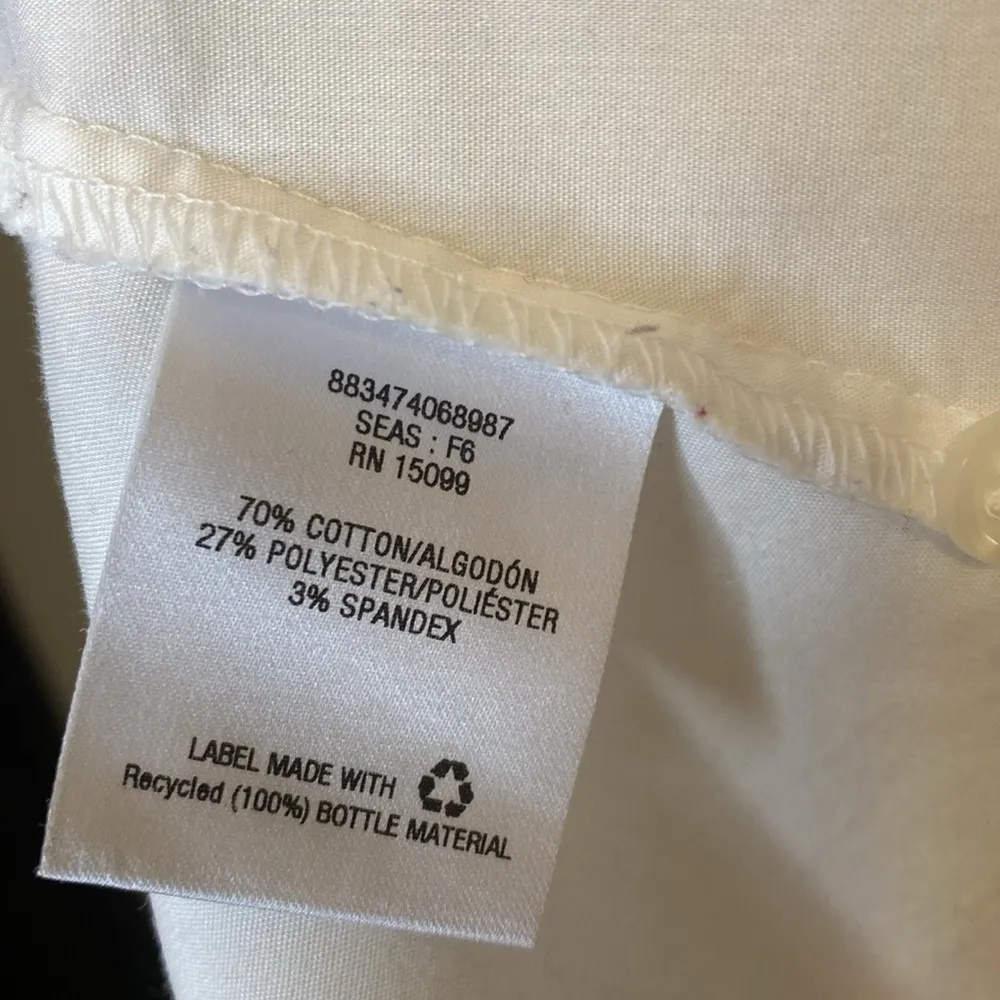 883474068987
SEAS : F6
RN 15099
70% COTTON/ALGODÓN
27% POLYESTER/POLIÉSTER
3% SPANDEX
LABEL MADE WITH
Recycled (100%) BOTTLE MATERIAL